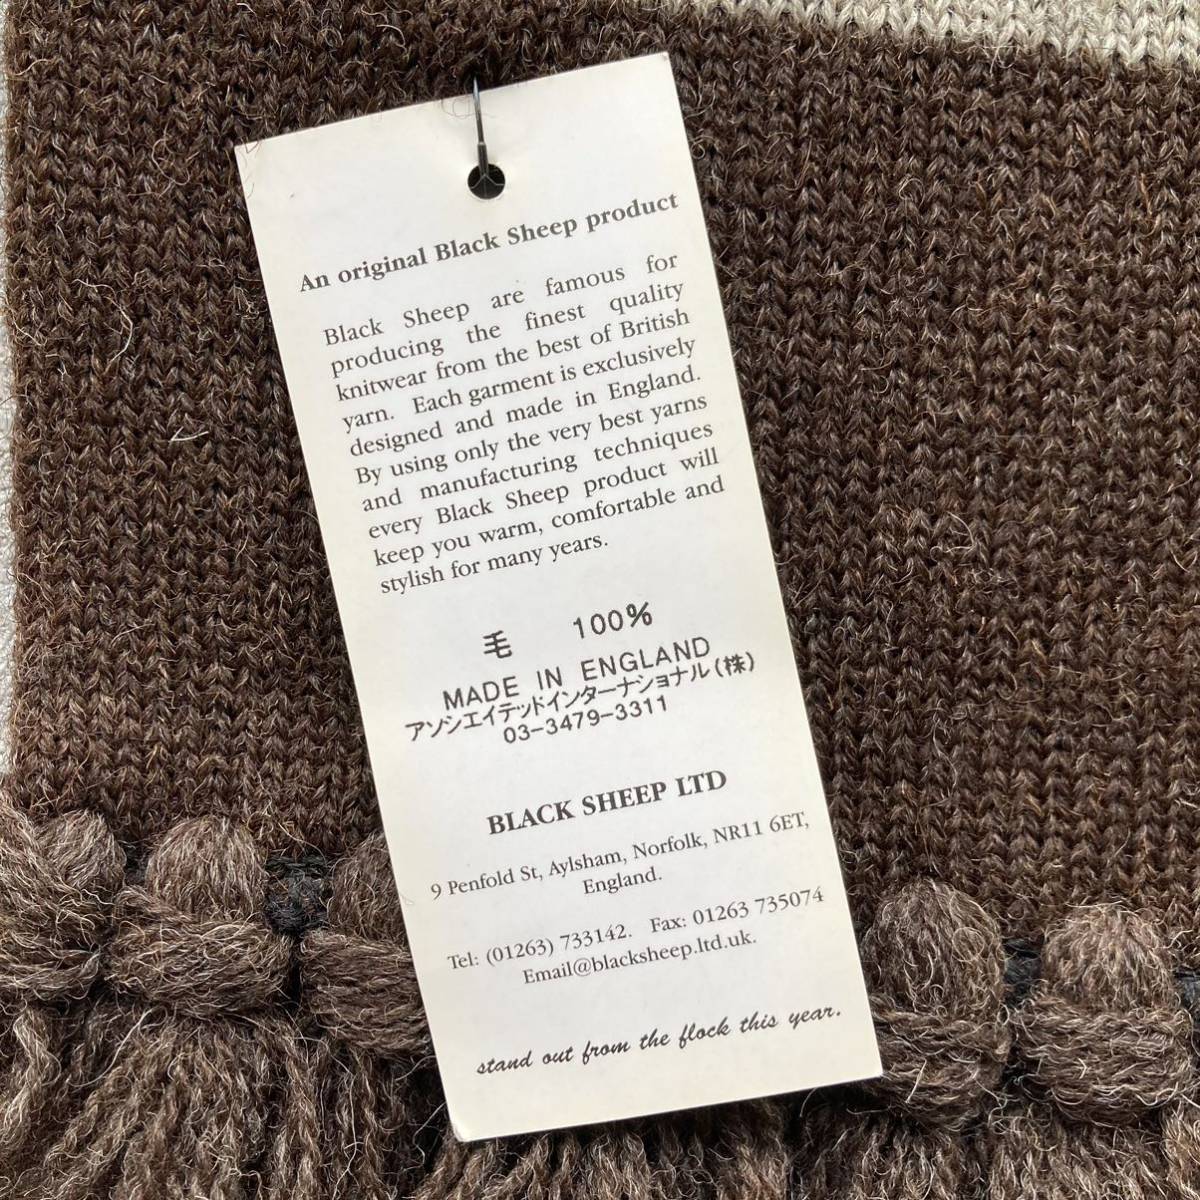 An original Black Sheep product
Black Sheep are famous for
producing the finest quality
knitwear from the best of British
yarn. Each garment is exclusively
designed and made in England.
By using only the very best yarns
and manufacturing techniques
every Black Sheep product will
keep you warm, comfortable and
stylish for many years.
毛 100%
MADE IN ENGLAND
アソシエイテッドインターナショナル(株)
03-3479-3311
BLACK SHEEP LTD
9 Penfold St, Aylsham, Norfolk, NR11 6ET,
England.
Tel: (01263) 733142. Fax: 01263 735074
Email@blacksheep.ltd.uk.
stand out from the flock this year.